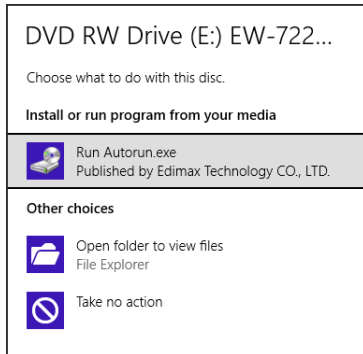 DVD RW Drive (E:) EW-722...
Choose what to do with this disc.
Install or run program from your media
Run Autorun.exe
Published by Edimax Technology CO., LTD.
Other choices
Open folder to view files
File Explorer
Take no action